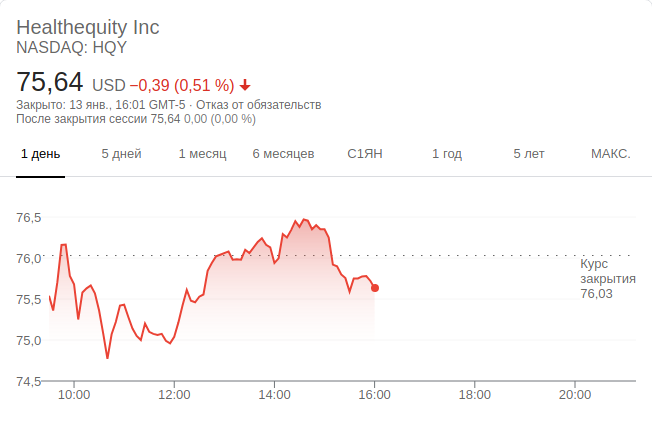 Healthequity Inc
NASDAQ: HQY
75,64 USD −0,39 (0,51 %)
Закрыто: 13 янв., 16:01 GMT-5 · Отказ от обязательств
После закрытия сессии 75,64 0,00 (0,00 %)
1 день 5 дней 1 месяц 6 месяцев С1ЯН 1 год 5 лет МАКС.
76,5
76,0
Курс
закрытия
76,03
75,5
75,0
74,5
10:00 12:00 14:00 16:00 18:00 20:00